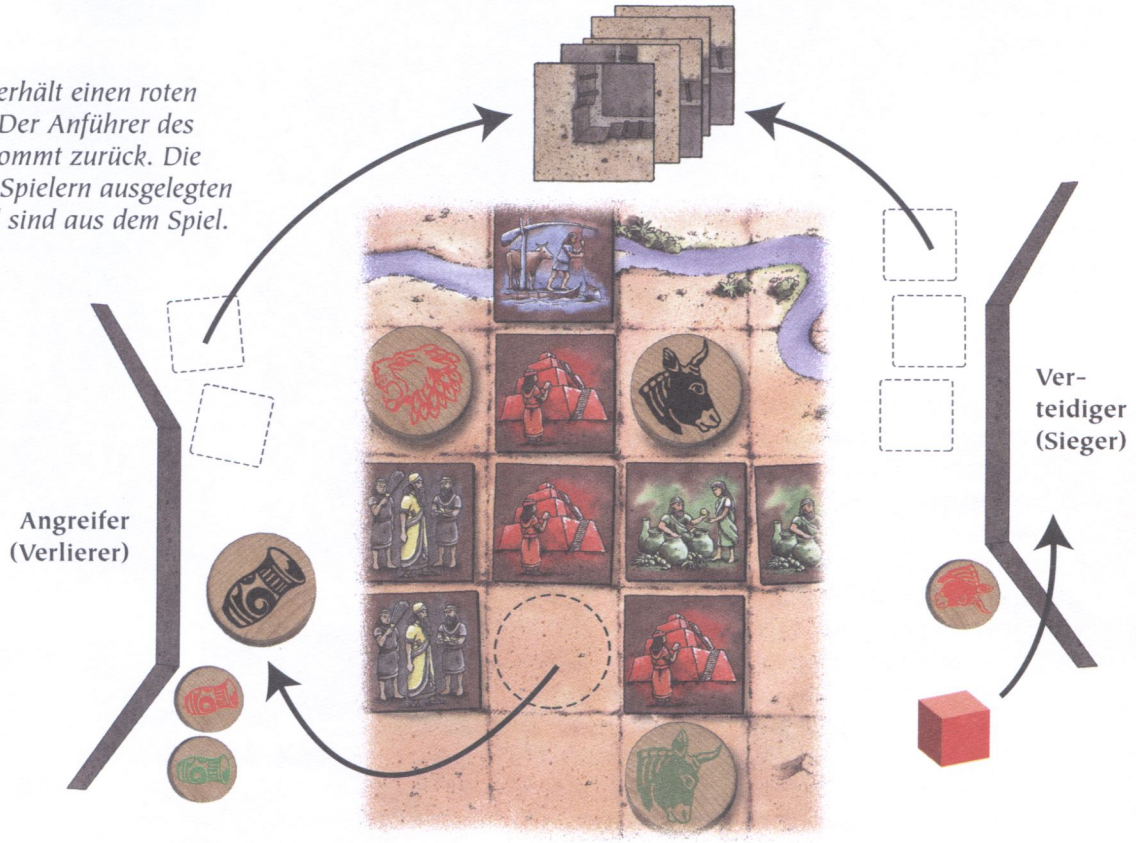 erhält einen roten
Der Anführer des
ommt zurück. Die
Spielern ausgelegten
sind aus dem Spiel.
Angreifer
(Verlierer)
Ver-
teidiger
(Sieger)